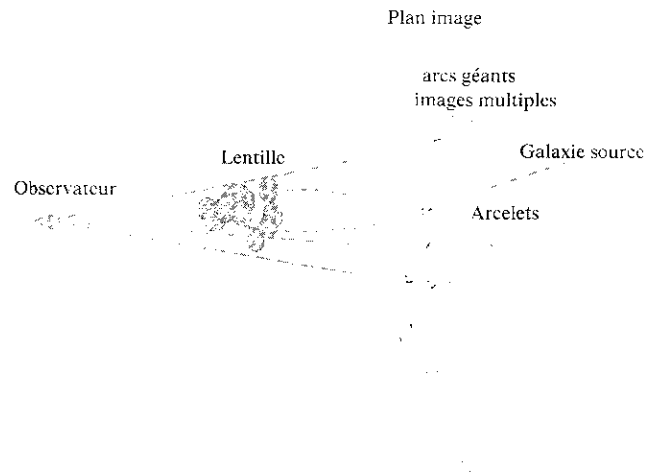 Plan image
arcs géants
images multiples
Lentille
Galaxie source
Observateur
Arcelets